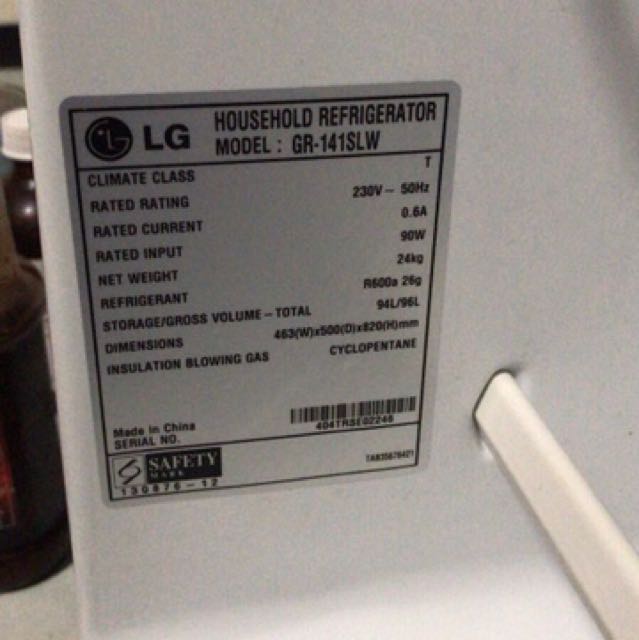 LG HOUSEHOLD REFRIGERATOR
MODEL : GR-141SLW
CLIMATE CLASS T
RATED RATING 230V~ 50Hz
RATED CURRENT 0.6A
RATED INPUT 90W
NET WEIGHT 24kg
REFRIGERANT R600a 26g
STORAGE/GROSS VOLUME-TOTAL 94L/96L
DIMENSIONS 463(W)x500(D)x820(H)mm
INSULATION BLOWING GAS CYCLOPENTANE
Made in China
SERIAL NO. 404TRSE02246
SAFETY
MARK
130876-12